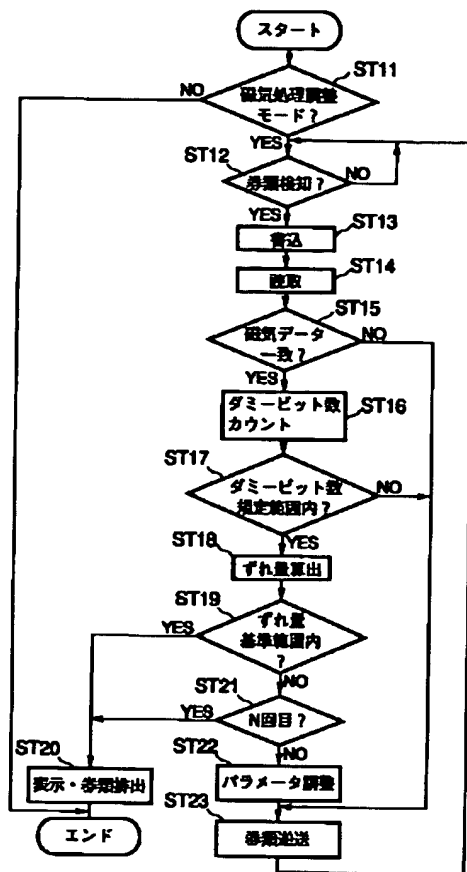 スタート
ST11
磁気処理調整
モード？
NO
YES
ST12
券類検知？
NO
YES
ST13
書込
ST14
読取
ST15
磁気データ
一致？
NO
YES
ダミービット数
カウント
ST16
ST17
ダミービット数
規定範囲内？
NO
YES
ST18
ずれ量算出
ST19
ずれ量
基準範囲内
？
YES
NO
ST21
N回目？
YES
NO
ST20
表示・券類排出
ST22
パラメータ調整
エンド
ST23
券類逆送